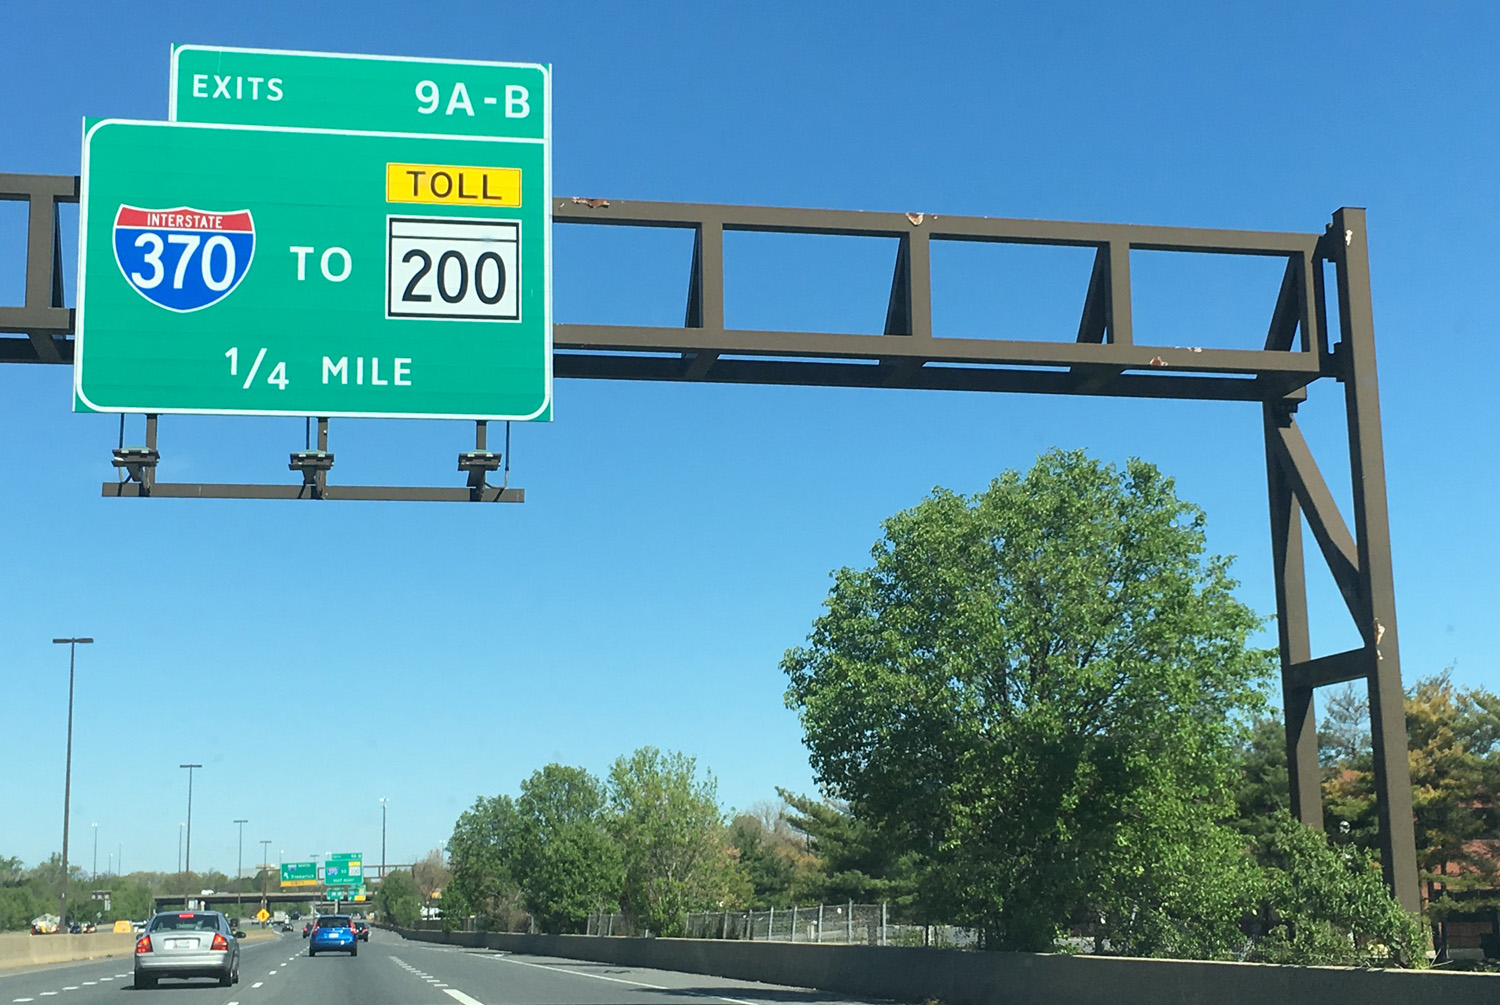 EXITS 9A-B
TOLL
INTERSTATE
370 TO 200
1/4 MILE